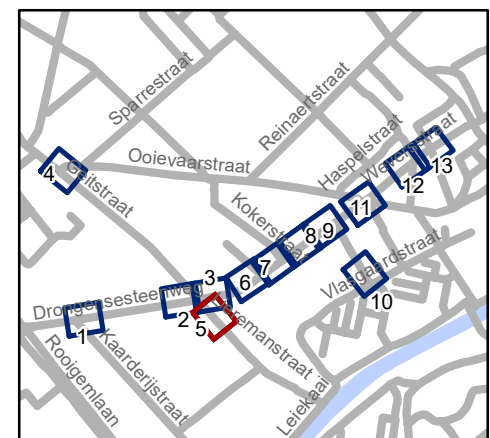 Sparrestraat
Reinaertstraat
Ooievaarstraat
Haspelstraat
Weversstraat
13
12
4
Geitstraat
Kokerstraat
11
8
9
7
6
3
Vlasgaardstraat
10
Drongensesteenweg
2
5
1
Kaarderijstraat
Rooigemlaan
Leiekaai